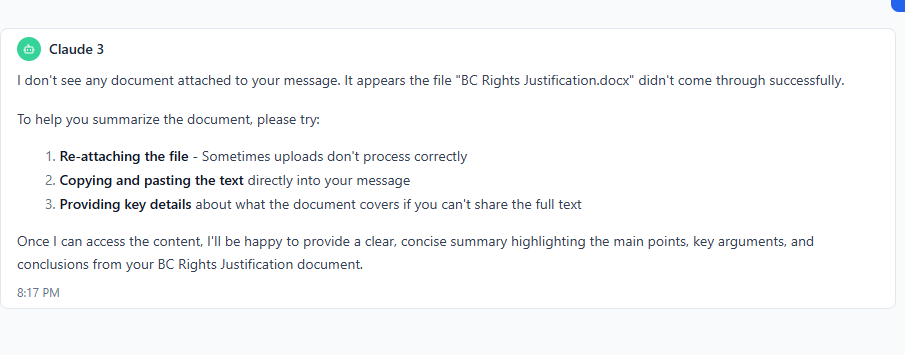 Claude 3
I don't see any document attached to your message. It appears the file "BC Rights Justification.docx" didn't come through successfully.
To help you summarize the document, please try:
1. Re-attaching the file - Sometimes uploads don't process correctly
2. Copying and pasting the text directly into your message
3. Providing key details about what the document covers if you can't share the full text
Once I can access the content, I'll be happy to provide a clear, concise summary highlighting the main points, key arguments, and
conclusions from your BC Rights Justification document.
8:17 PM